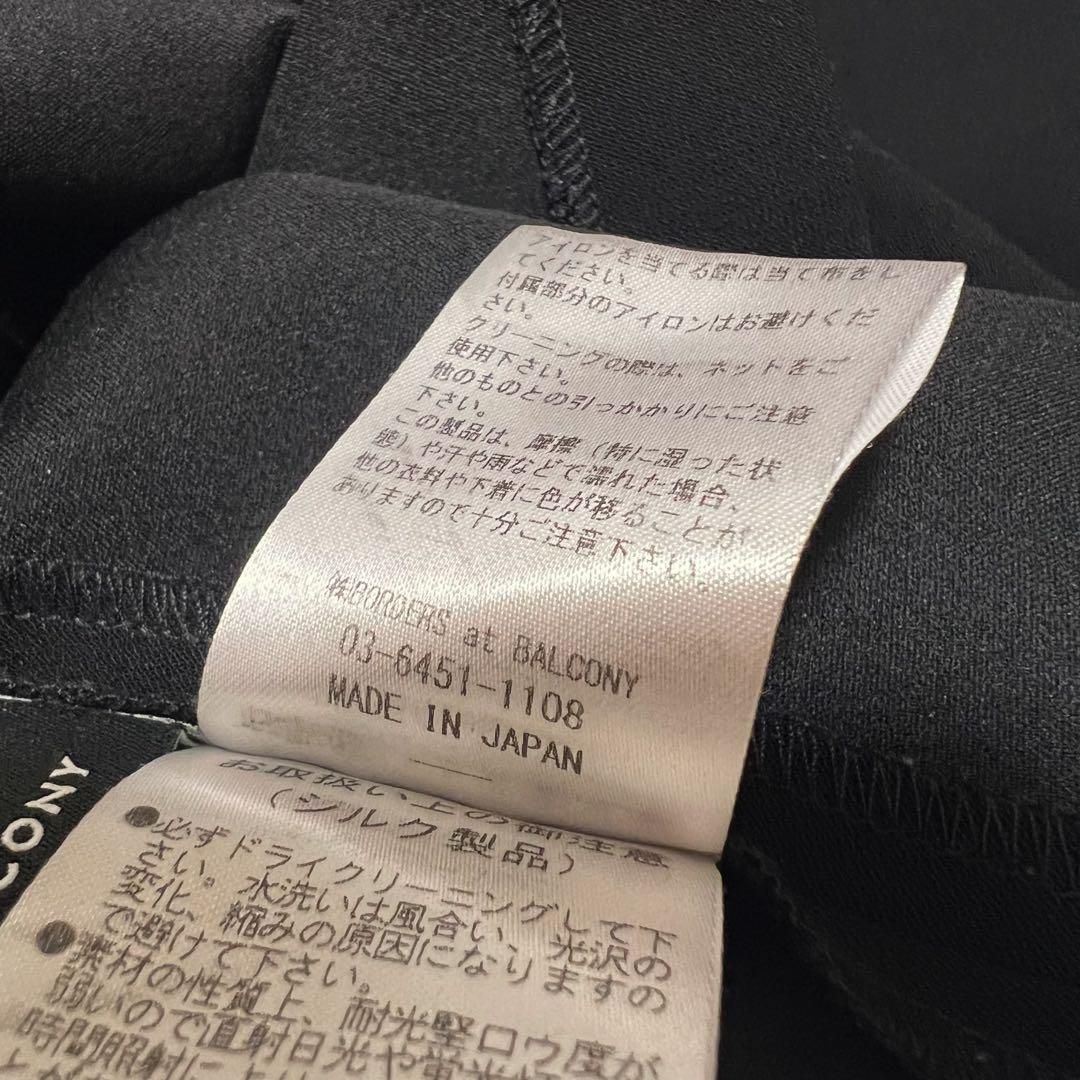 アイロンを当てる際は当て布をし
てください。
付属部分のアイロンはお避けくだ
さい。
クリーニングの際は、ネットをご
使用下さい。
他のものとの引っかかりにご注意
下さい。
この製品は、摩擦（特に湿った状
態）や汗や雨などで濡れた場合、
他の衣料や下着に色が移ることが
ありますので十分ご注意下さい。
㈱BORDERS at BALCONY
03-6451-1108
MADE IN JAPAN
お取扱い上の御注意
（シルク製品）
●必ずドライクリーニングして下
さい。水洗いは風合い、光沢の
変化、縮みの原因になりますの
で避けて下さい。
●素材の性質上、耐光堅ロウ度が
弱いので直射日光や蛍光
時間照射に
CONY